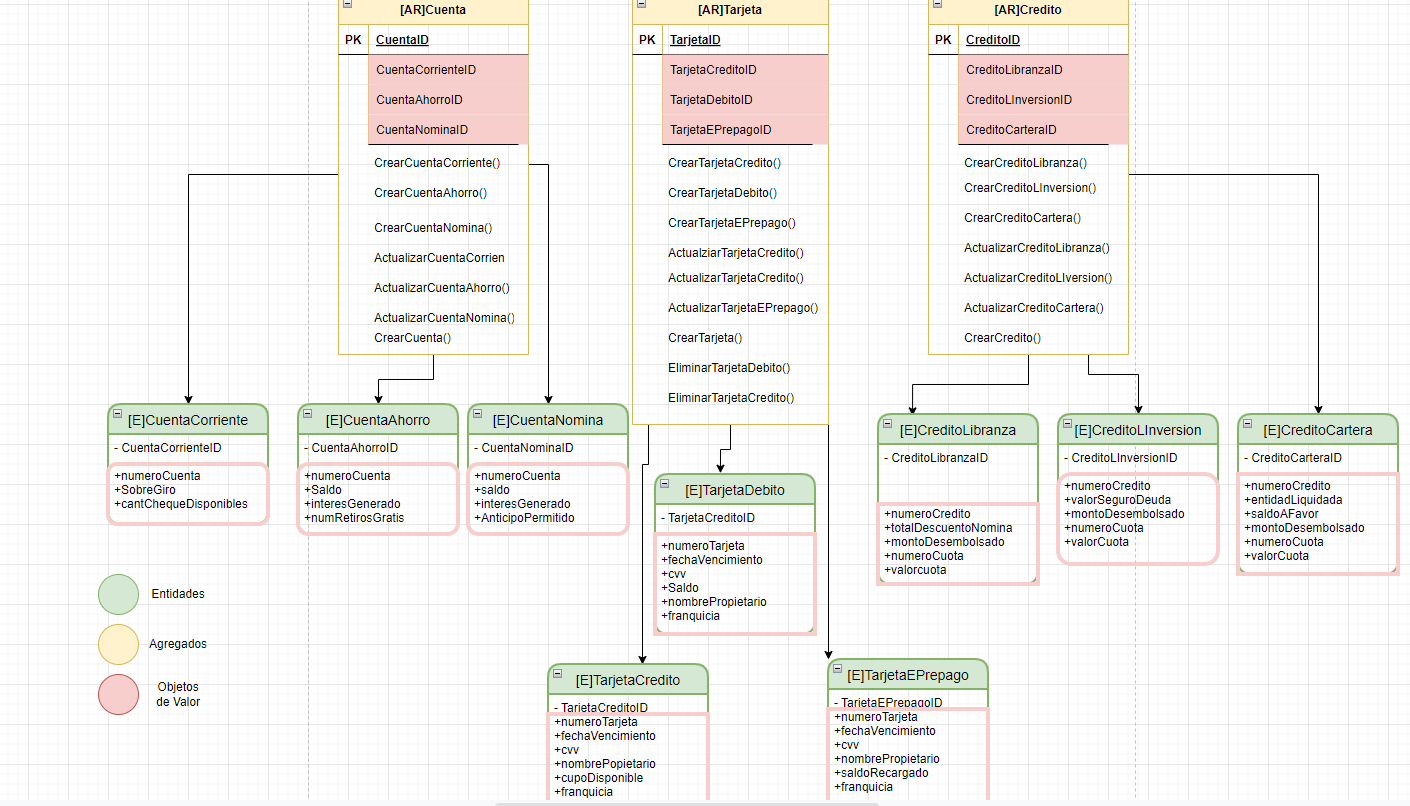 [AR]Cuenta
PK CuentaID
CuentaCorrienteID
CuentaAhorroID
CuentaNominaID
CrearCuentaCorriente()
CrearCuentaAhorro()
CrearCuentaNomina()
ActualizarCuentaCorrien
ActualizarCuentaAhorro()
ActualizarCuentaNomina()
CrearCuenta()
[AR]Tarjeta
PK TarjetaID
TarjetaCreditoID
TarjetaDebitoID
TarjetaEPrepagoID
CrearTarjetaCredito()
CrearTarjetaDebito()
CrearTarjetaEPrepago()
ActualziarTarjetaCredito()
ActualizarTarjetaCredito()
ActualizarTarjetaEPrepago()
CrearTarjeta()
EliminarTarjetaDebito()
EliminarTarjetaCredito()
[AR]Credito
PK CreditoID
CreditoLibranzaID
CreditoLInversionID
CreditoCarteraID
CrearCreditoLibranza()
CrearCreditoLInversion()
CrearCreditoCartera()
ActualizarCreditoLibranza()
ActualizarCreditoLIversion()
ActualizarCreditoCartera()
CrearCredito()
[E]CuentaCorriente
- CuentaCorrienteID
+numeroCuenta
+SobreGiro
+cantChequeDisponibles
[E]CuentaAhorro
- CuentaAhorroID
+numeroCuenta
+Saldo
+interesGenerado
+numRetirosGratis
[E]CuentaNomina
- CuentaNominaID
+numeroCuenta
+saldo
+interesGenerado
+AnticipoPermitido
[E]TarjetaDebito
- TarjetaCreditoID
+numeroTarjeta
+fechaVencimiento
+cvv
+Saldo
+nombrePropietario
+franquicia
[E]CreditoLibranza
- CreditoLibranzaID
+numeroCredito
+totalDescuentoNomina
+montoDesembolsado
+numeroCuota
+valorcuota
[E]CreditoLInversion
- CreditoLInversionID
+numeroCredito
+valorSeguroDeuda
+montoDesembolsado
+numeroCuota
+valorCuota
[E]CreditoCartera
- CreditoCarteraID
+numeroCredito
+entidadLiquidada
+saldoAFavor
+montoDesembolsado
+numeroCuota
+valorCuota
Entidades
Agregados
Objetos
de Valor
[E]TarjetaCredito
- TarjetaCreditoID
+numeroTarjeta
+fechaVencimiento
+cvv
+nombrePopietario
+cupoDisponible
+franquicia
[E]TarjetaEPrepago
- TarjetaEPrepagoID
+numeroTarjeta
+fechaVencimiento
+cvv
+nombrePropietario
+saldoRecargado
+franquicia